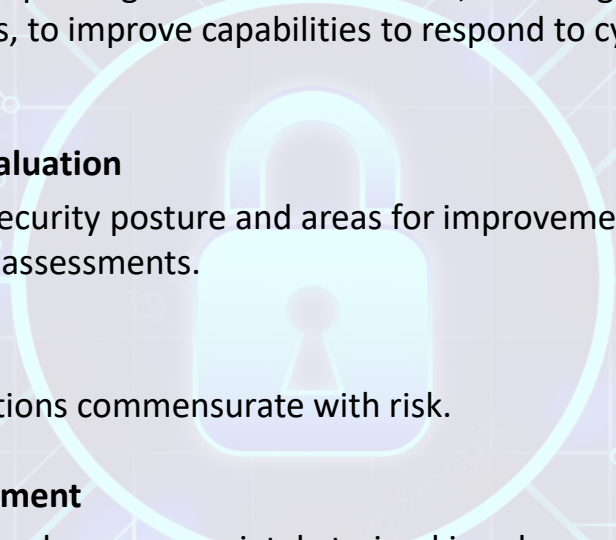 s, to improve capabilities to respond to cy
aluation
ecurity posture and areas for improveme
assessments.
tions commensurate with risk.
ment